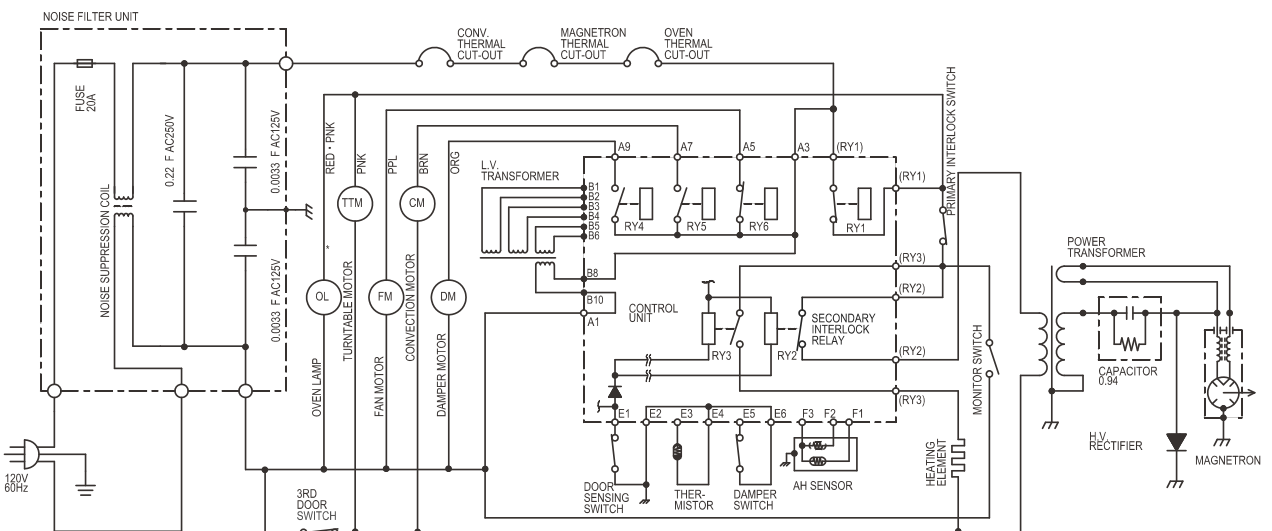 NOISE FILTER UNIT
FUSE
20A
NOISE SUPPRESSION COIL
0.22 F AC250V
0.0033 F AC125V
0.0033 F AC125V
CONV.
THERMAL
CUT-OUT
MAGNETRON
THERMAL
CUT-OUT
OVEN
THERMAL
CUT-OUT
RED・PNK
PNK
PPL
BRN
ORG
*
TTM
CM
OL
FM
DM
OVEN LAMP
TURNTABLE MOTOR
FAN MOTOR
CONVECTION MOTOR
DAMPER MOTOR
L.V.
TRANSFORMER
B1
B2
B3
B4
B5
B6
B8
B10
A1
A9
A7
A5
A3
(RY1)
RY4
RY5
RY6
RY1
(RY1)
PRIMARY INTERLOCK SWITCH
(RY3)
(RY2)
(RY2)
(RY3)
CONTROL
UNIT
RY3
RY2
SECONDARY
INTERLOCK
RELAY
E1
E2
E3
E4
E5
E6
F3
F2
F1
DOOR
SENSING
SWITCH
THER-
MISTOR
DAMPER
SWITCH
AH SENSOR
HEATING
ELEMENT
MONITOR SWITCH
POWER
TRANSFORMER
CAPACITOR
0.94
H.V.
RECTIFIER
MAGNETRON
120V
60Hz
3RD
DOOR
SWITCH